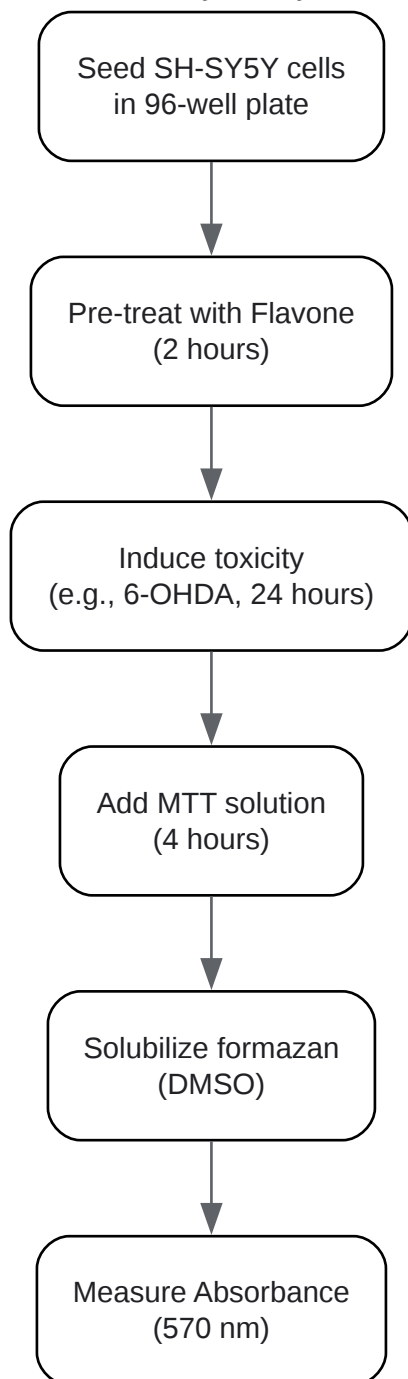 Seed SH-SY5Y cells
in 96-well plate
Pre-treat with Flavone
(2 hours)
Induce toxicity
(e.g., 6-OHDA, 24 hours)
Add MTT solution
(4 hours)
Solubilize formazan
(DMSO)
Measure Absorbance
(570 nm)